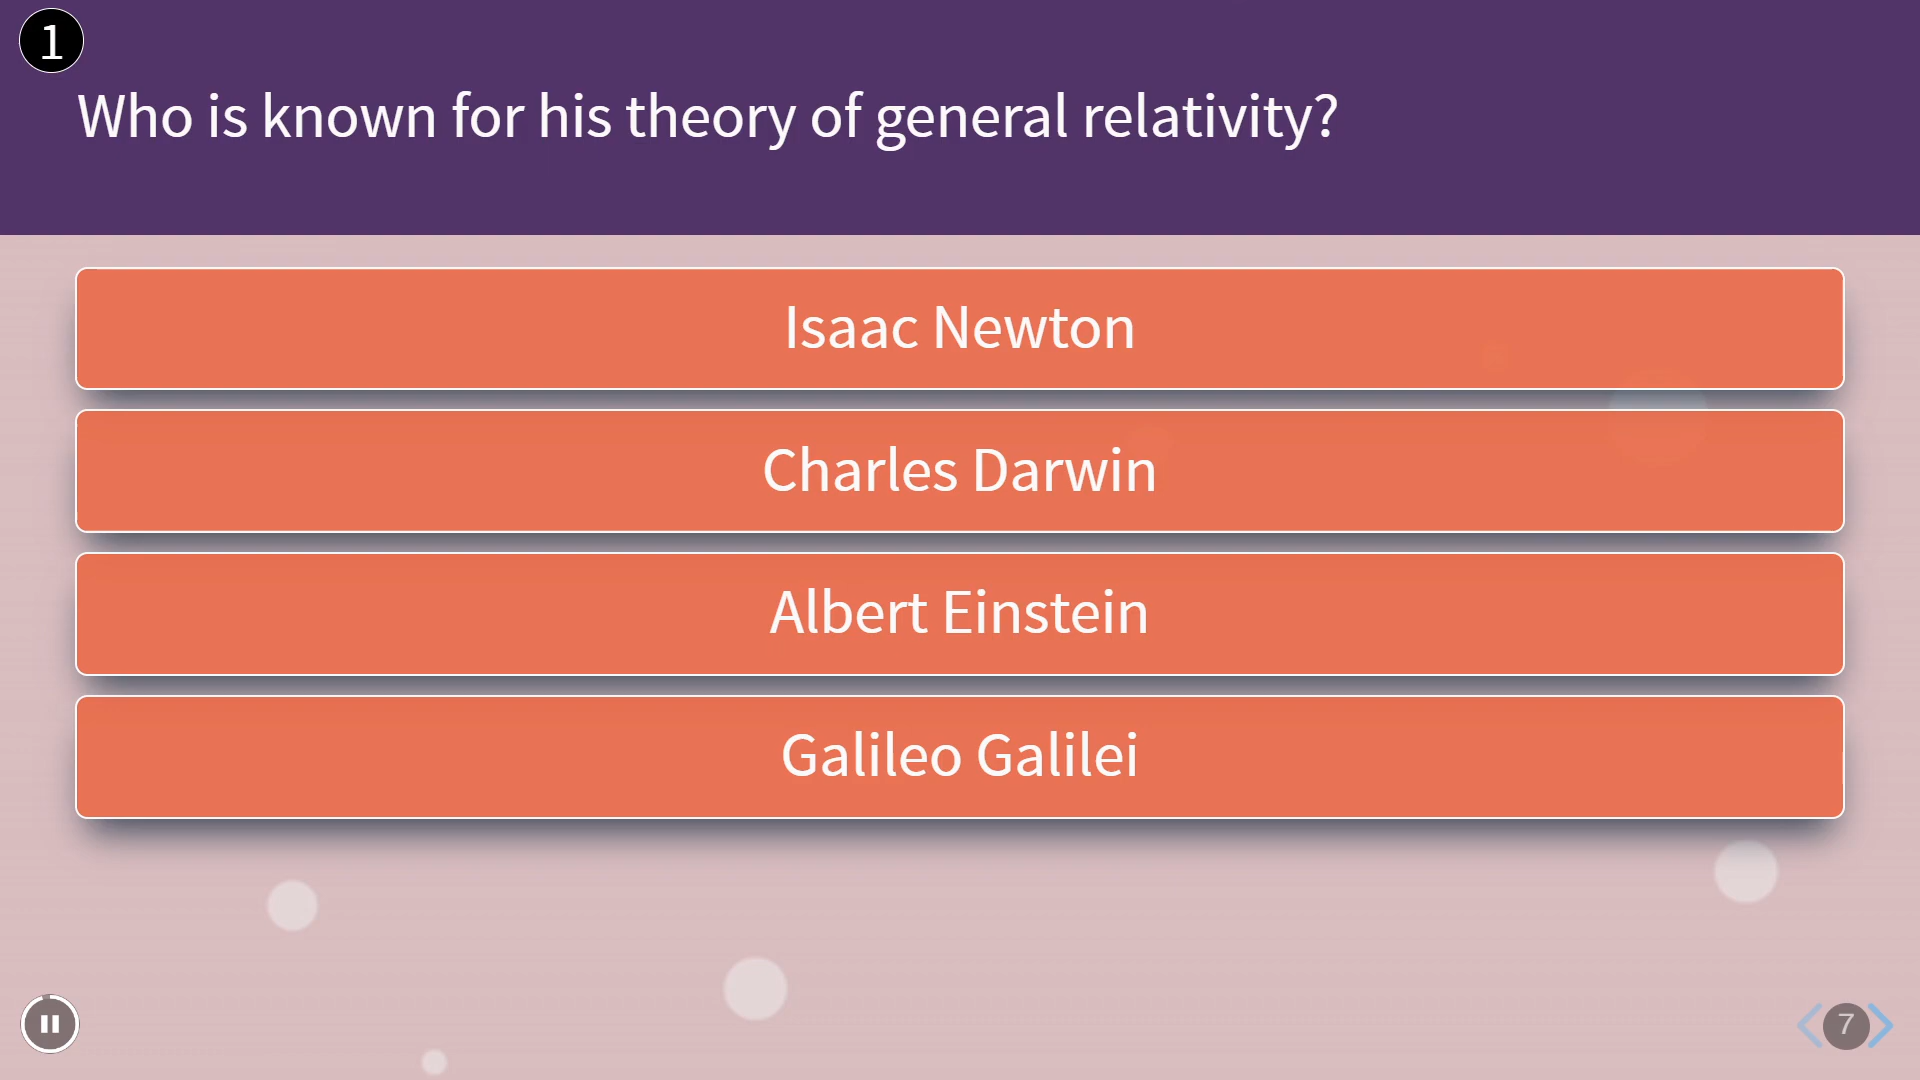 1
Who is known for his theory of general relativity?
Isaac Newton
Charles Darwin
Albert Einstein
Galileo Galilei
7